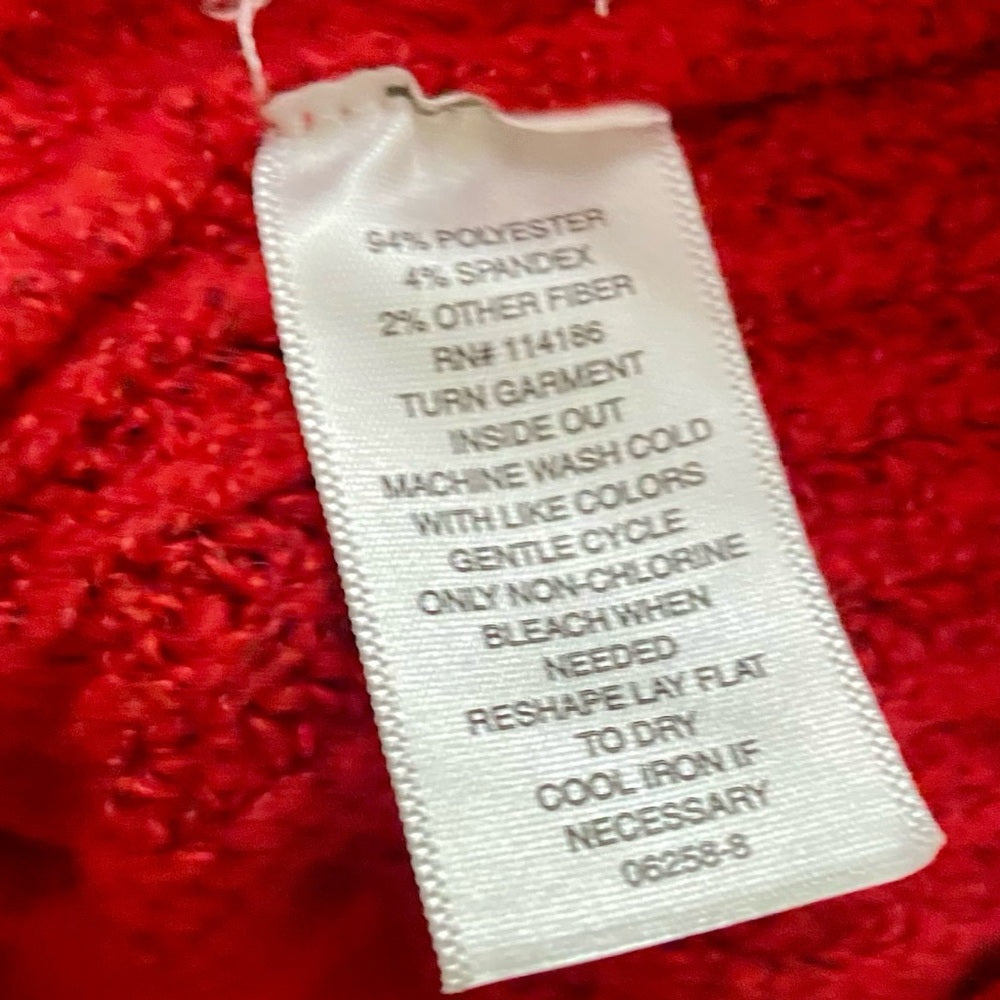 94% POLYESTER
4% SPANDEX
2% OTHER FIBER
RN# 114186
TURN GARMENT
INSIDE OUT
MACHINE WASH COLD
WITH LIKE COLORS
GENTLE CYCLE
ONLY NON-CHLORINE
BLEACH WHEN
NEEDED
RESHAPE LAY FLAT
TO DRY
COOL IRON IF
NECESSARY
06258-8